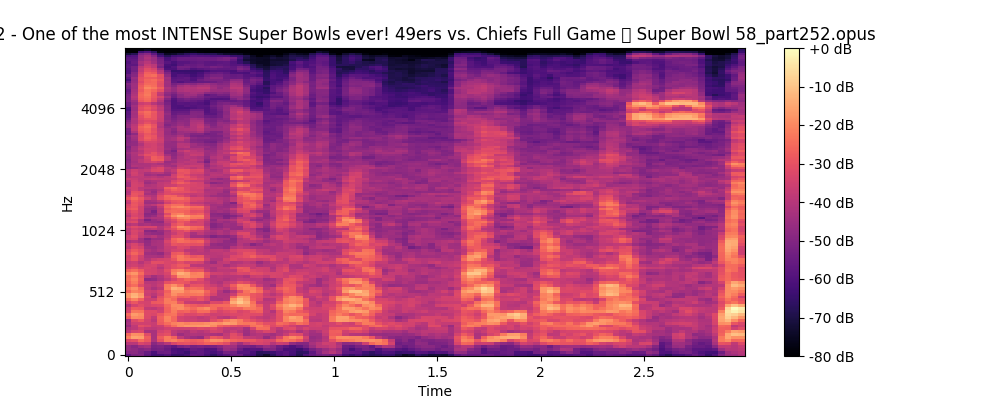 2 - One of the most INTENSE Super Bowls ever! 49ers vs. Chiefs Full Game Super Bowl 58_part252.opus
+0 dB
4096
-10 dB
-20 dB
2048
-30 dB
Hz
-40 dB
1024
-50 dB
512
-60 dB
-70 dB
0
-80 dB
0 0.5 1 1.5 2 2.5
Time